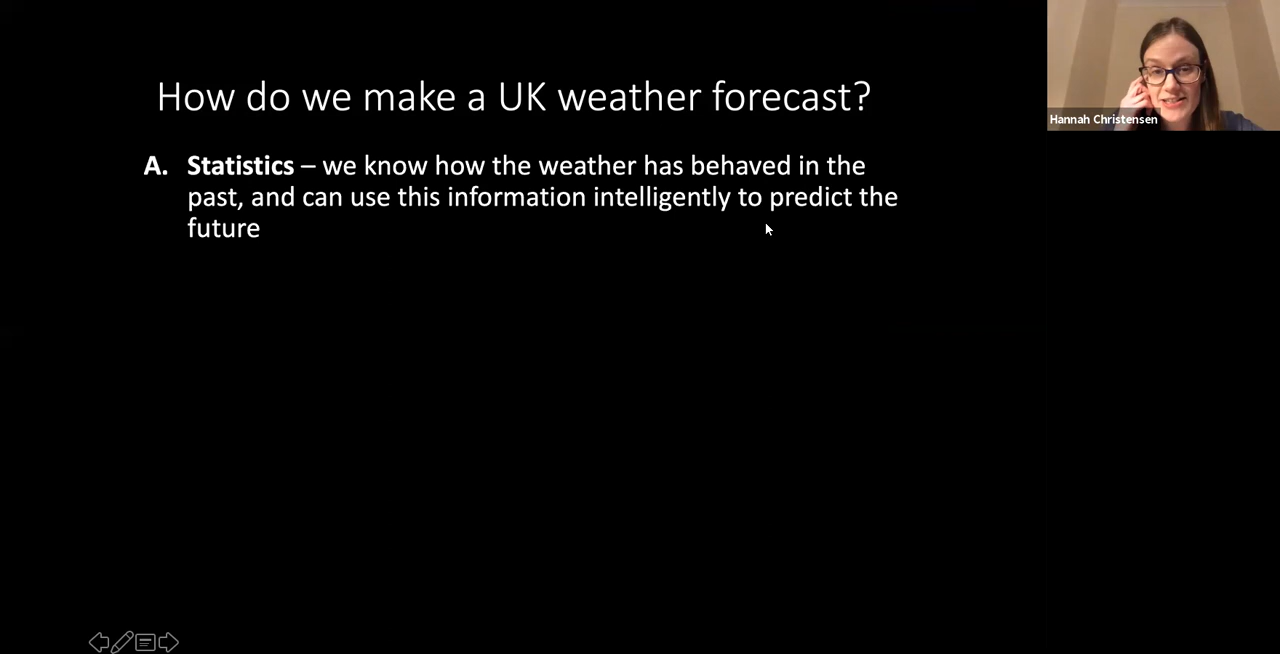 How do we make a UK weather forecast?
A. Statistics – we know how the weather has behaved in the
past, and can use this information intelligently to predict the
future
Hannah Christensen